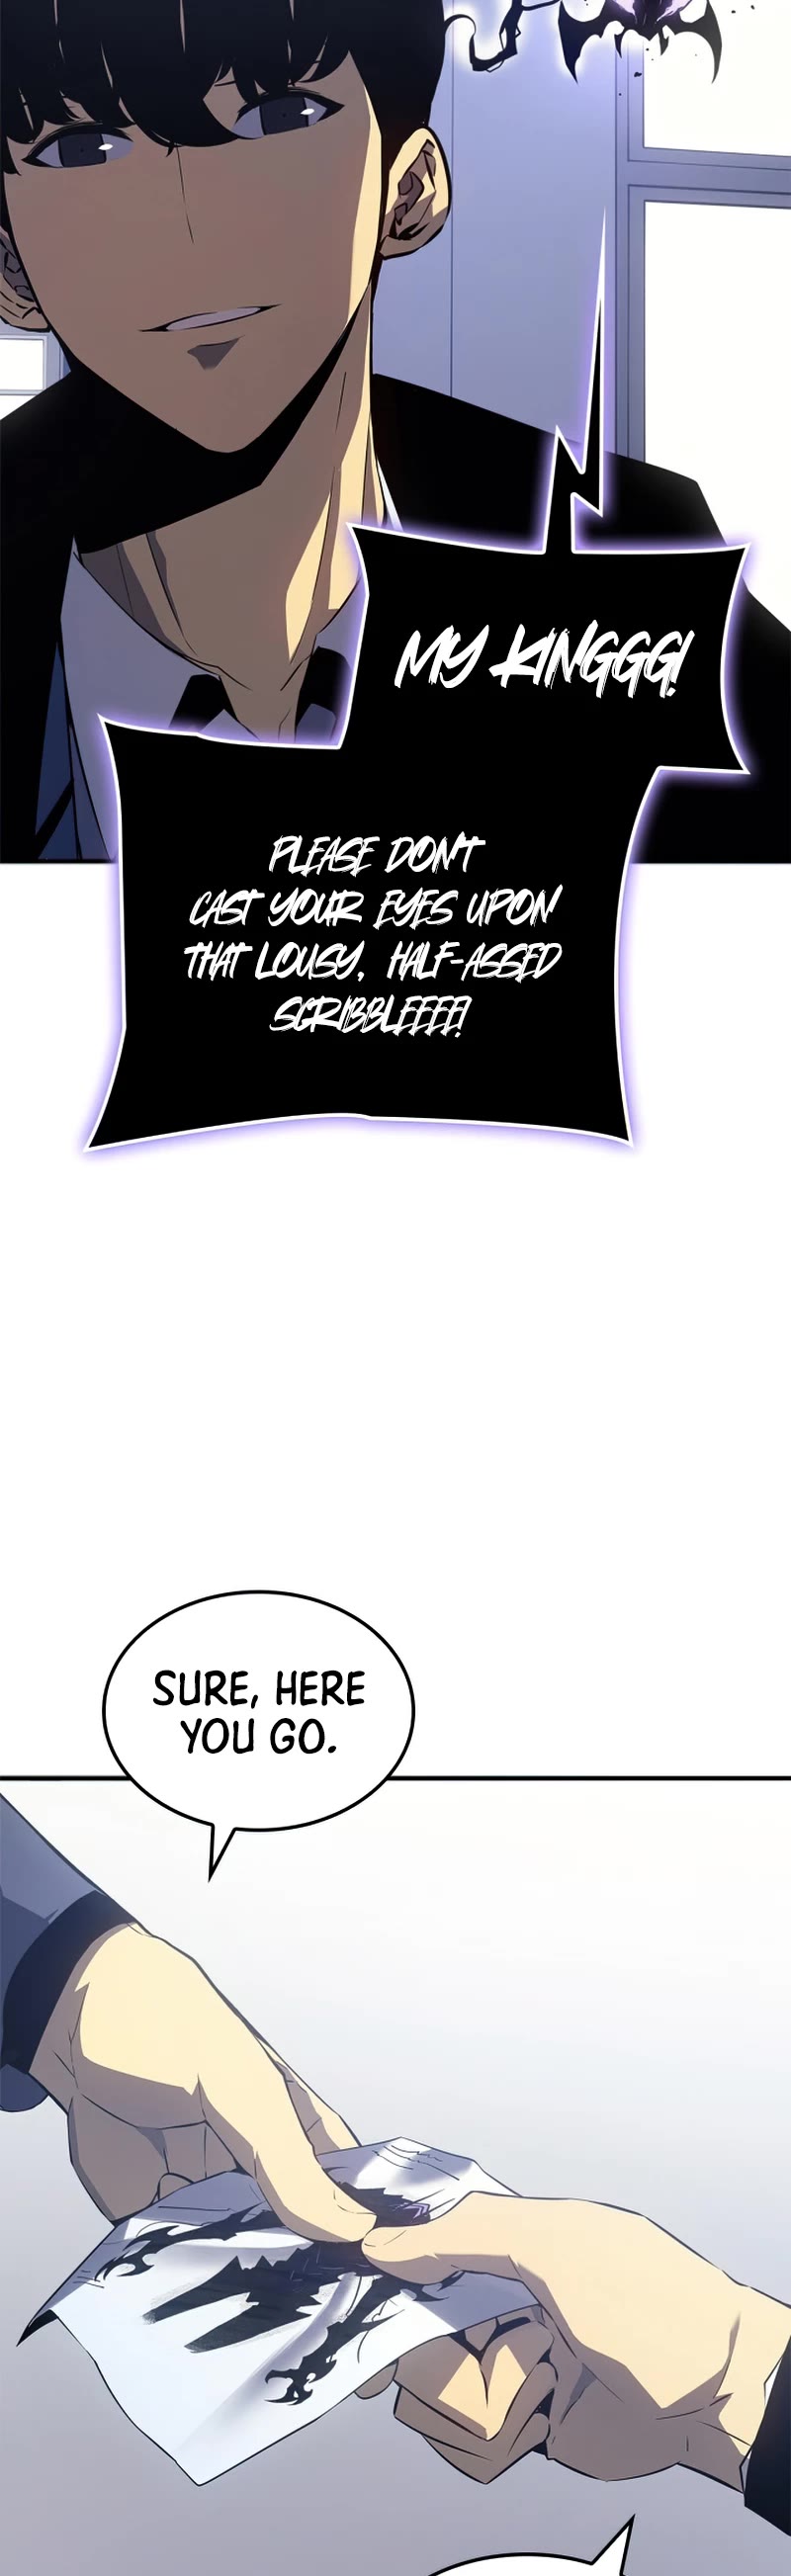 MY KINGGG!
PLEASE DON'T
CAST YOUR EYES UPON
THAT LOUSY, HALF-ASSED
SCRIBBLEEEE!
SURE, HERE
YOU GO.